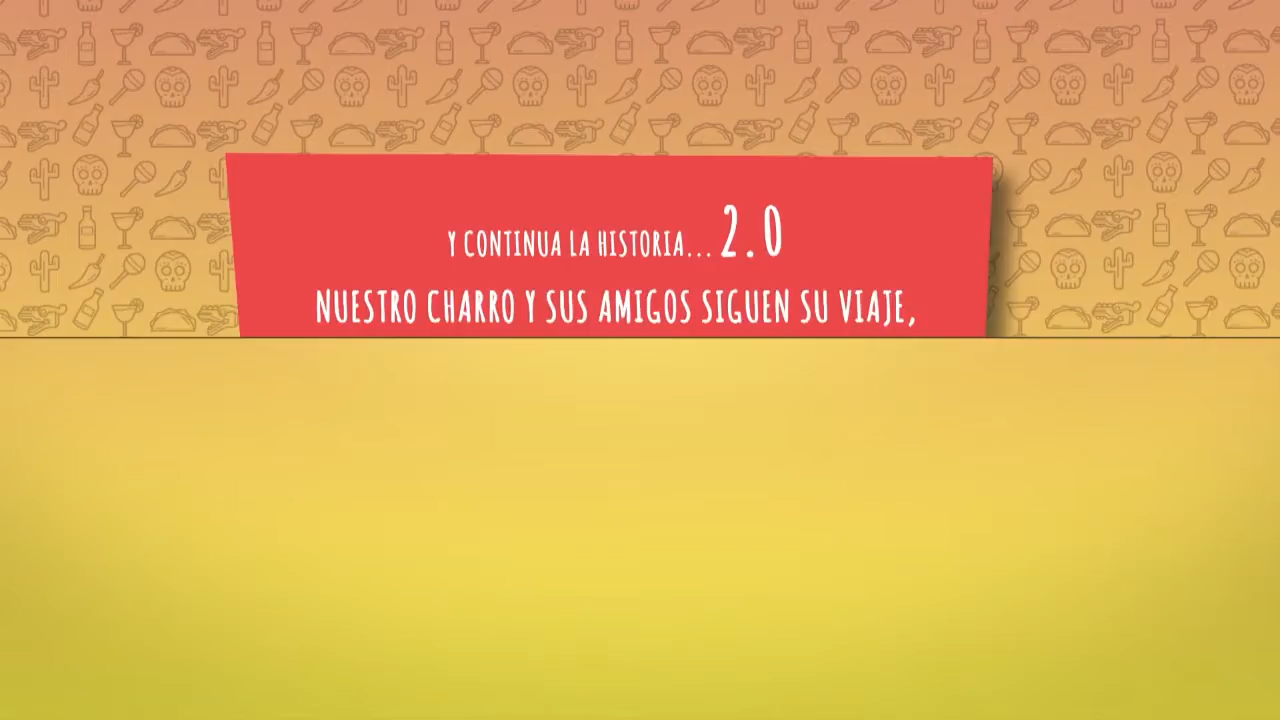 Y CONTINUA LA HISTORIA... 2.0
NUESTRO CHARRO Y SUS AMIGOS SIGUEN SU VIAJE,